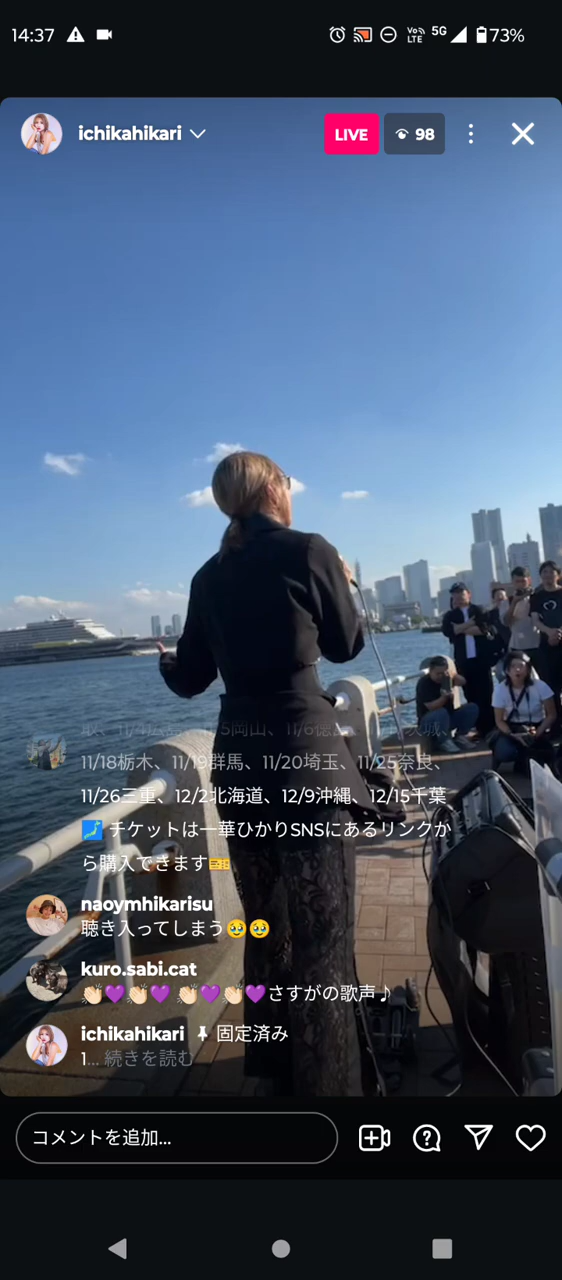 14:37
Vo) LTE 5G 73%
ichikahikari
LIVE 98
11/18栃木、11/19群馬、11/20埼玉、11/25奈良、
11/26三重、12/2北海道、12/9沖縄、12/15千葉
🗾 チケットは一華ひかりSNSにあるリンクか
ら購入できます🎫
naoymhikarisu
聴き入ってしまう🥹🥹
kuro.sabi.cat
👏🏻💜👏🏻💜 👏🏻💜👏🏻💜さすがの歌声♪
ichikahikari 📌 固定済み
1... 続きを読む
コメントを追加...